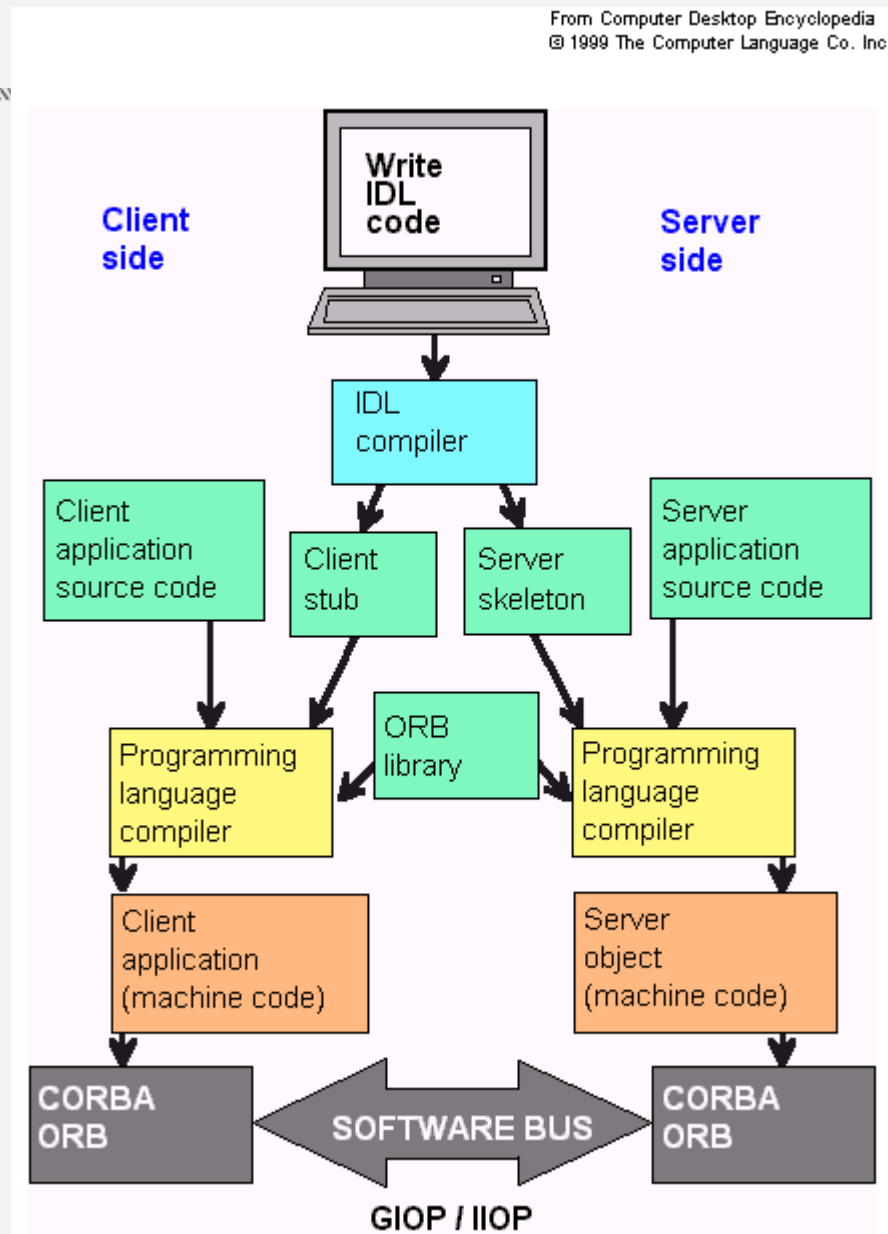 From Computer Desktop Encyclopedia
© 1999 The Computer Language Co. Inc
Write
IDL
code
Client
side
Server
side
IDL
compiler
Client
application
source code
Client
stub
Server
skeleton
Server
application
source code
ORB
library
Programming
language
compiler
Programming
language
compiler
Client
application
(machine code)
Server
object
(machine code)
CORBA
ORB
SOFTWARE BUS
CORBA
ORB
GIOP / IIOP